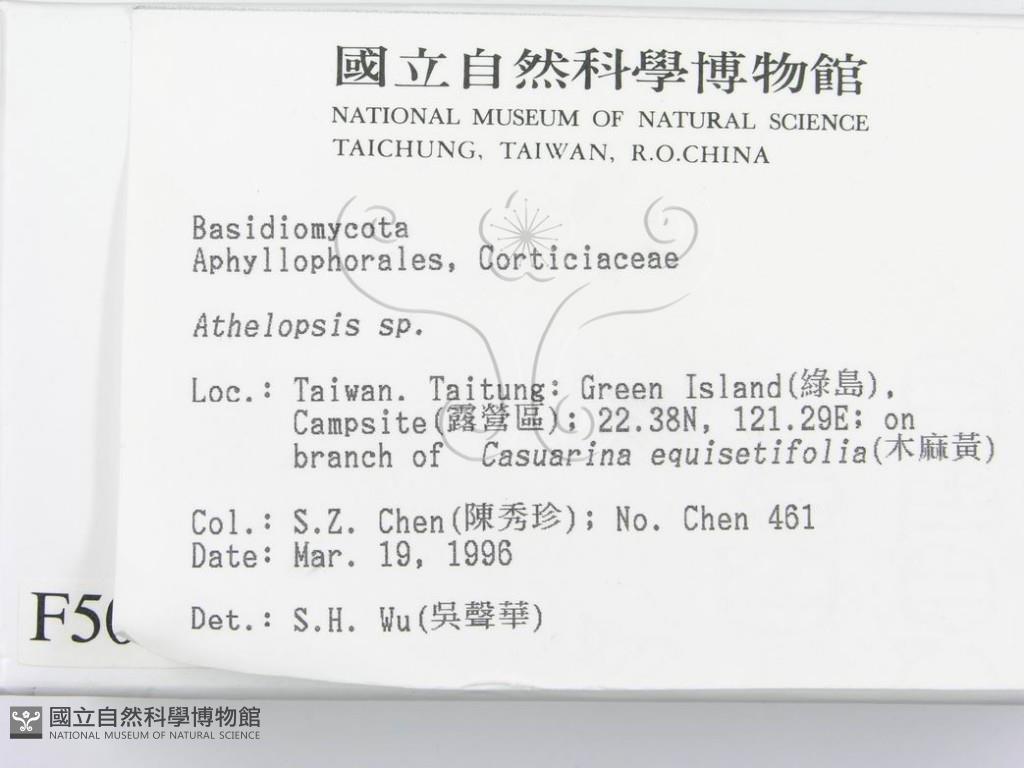 國立自然科學博物館
NATIONAL MUSEUM OF NATURAL SCIENCE
TAICHUNG, TAIWAN, R.O.CHINA
Basidiomycota
Aphyllophorales, Corticiaceae
Athelopsis sp.
Loc.: Taiwan. Taitung: Green Island(綠島),
Campsite(露營區); 22.38N, 121.29E; on
branch of Casuarina equisetifolia(木麻黃)
Col.: S.Z. Chen(陳秀珍); No. Chen 461
Date: Mar. 19, 1996
Det.: S.H. Wu(吳聲華)
國立自然科學博物館
NATIONAL MUSEUM OF NATURAL SCIENCE